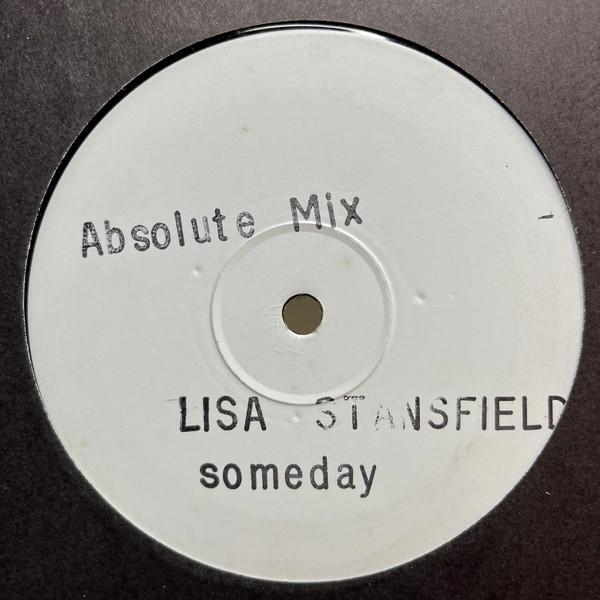 Absolute Mix
LISA STANSFIELD
someday